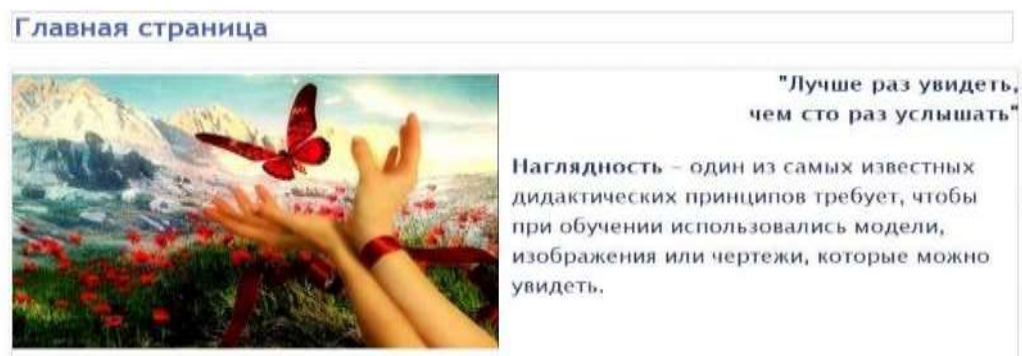 Главная страница
"Лучше раз увидеть,
чем сто раз услышать"
Наглядность – один из самых известных
дидактических принципов требует, чтобы
при обучении использовались модели,
изображения или чертежи, которые можно
увидеть.